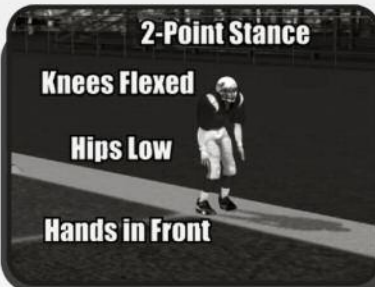 2-Point Stance
Knees Flexed
Hips Low
Hands in Front